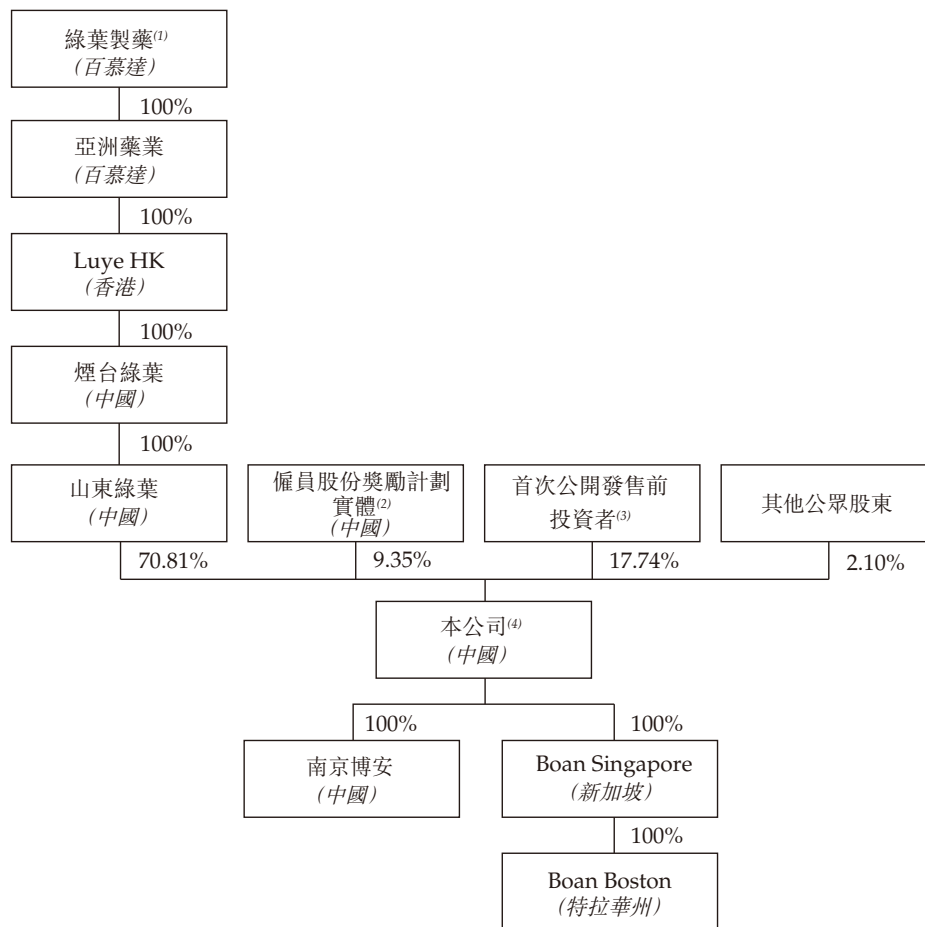 綠葉製藥(1)
(百慕達)
100%
亞洲藥業
(百慕達)
100%
Luye HK
(香港)
100%
煙台綠葉
(中國)
100%
山東綠葉
(中國)
僱員股份獎勵計劃
實體(2)
(中國)
首次公開發售前
投資者(3)
其他公眾股東
70.81%
9.35%
17.74%
2.10%
本公司(4)
(中國)
100%
100%
南京博安
(中國)
Boan Singapore
(新加坡)
100%
Boan Boston
(特拉華州)